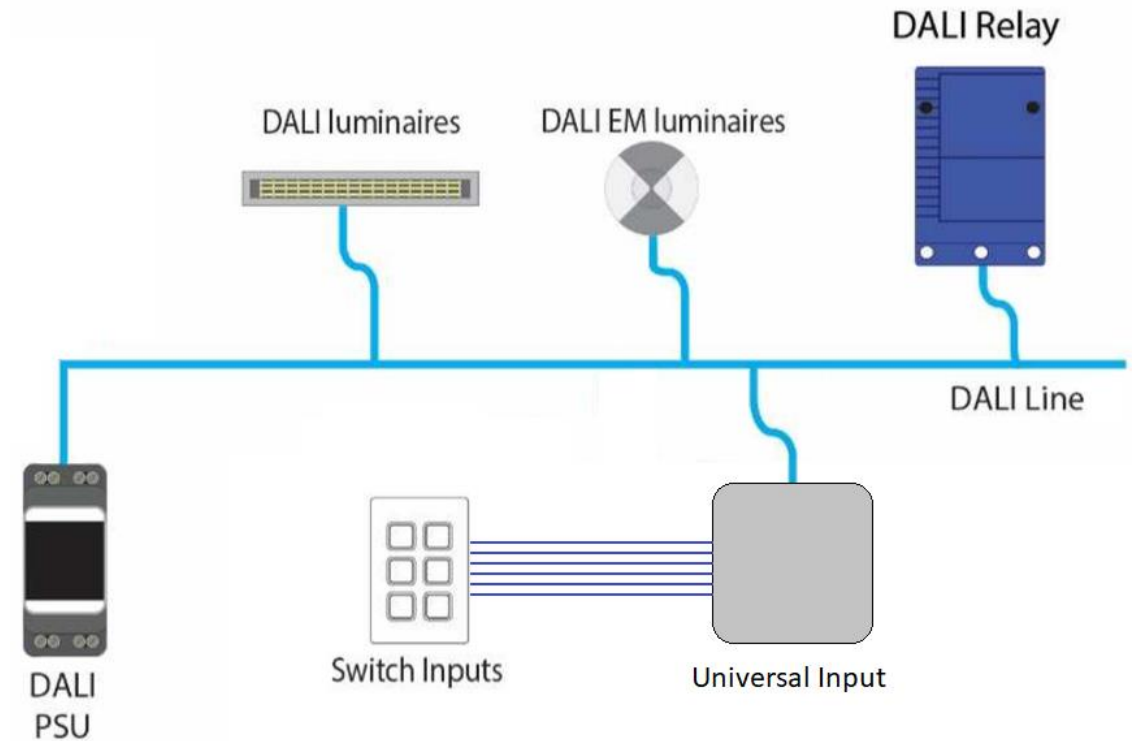 DALI Relay
DALI luminaires
DALI EM luminaires
DALI Line
Switch Inputs
Universal Input
DALI
PSU